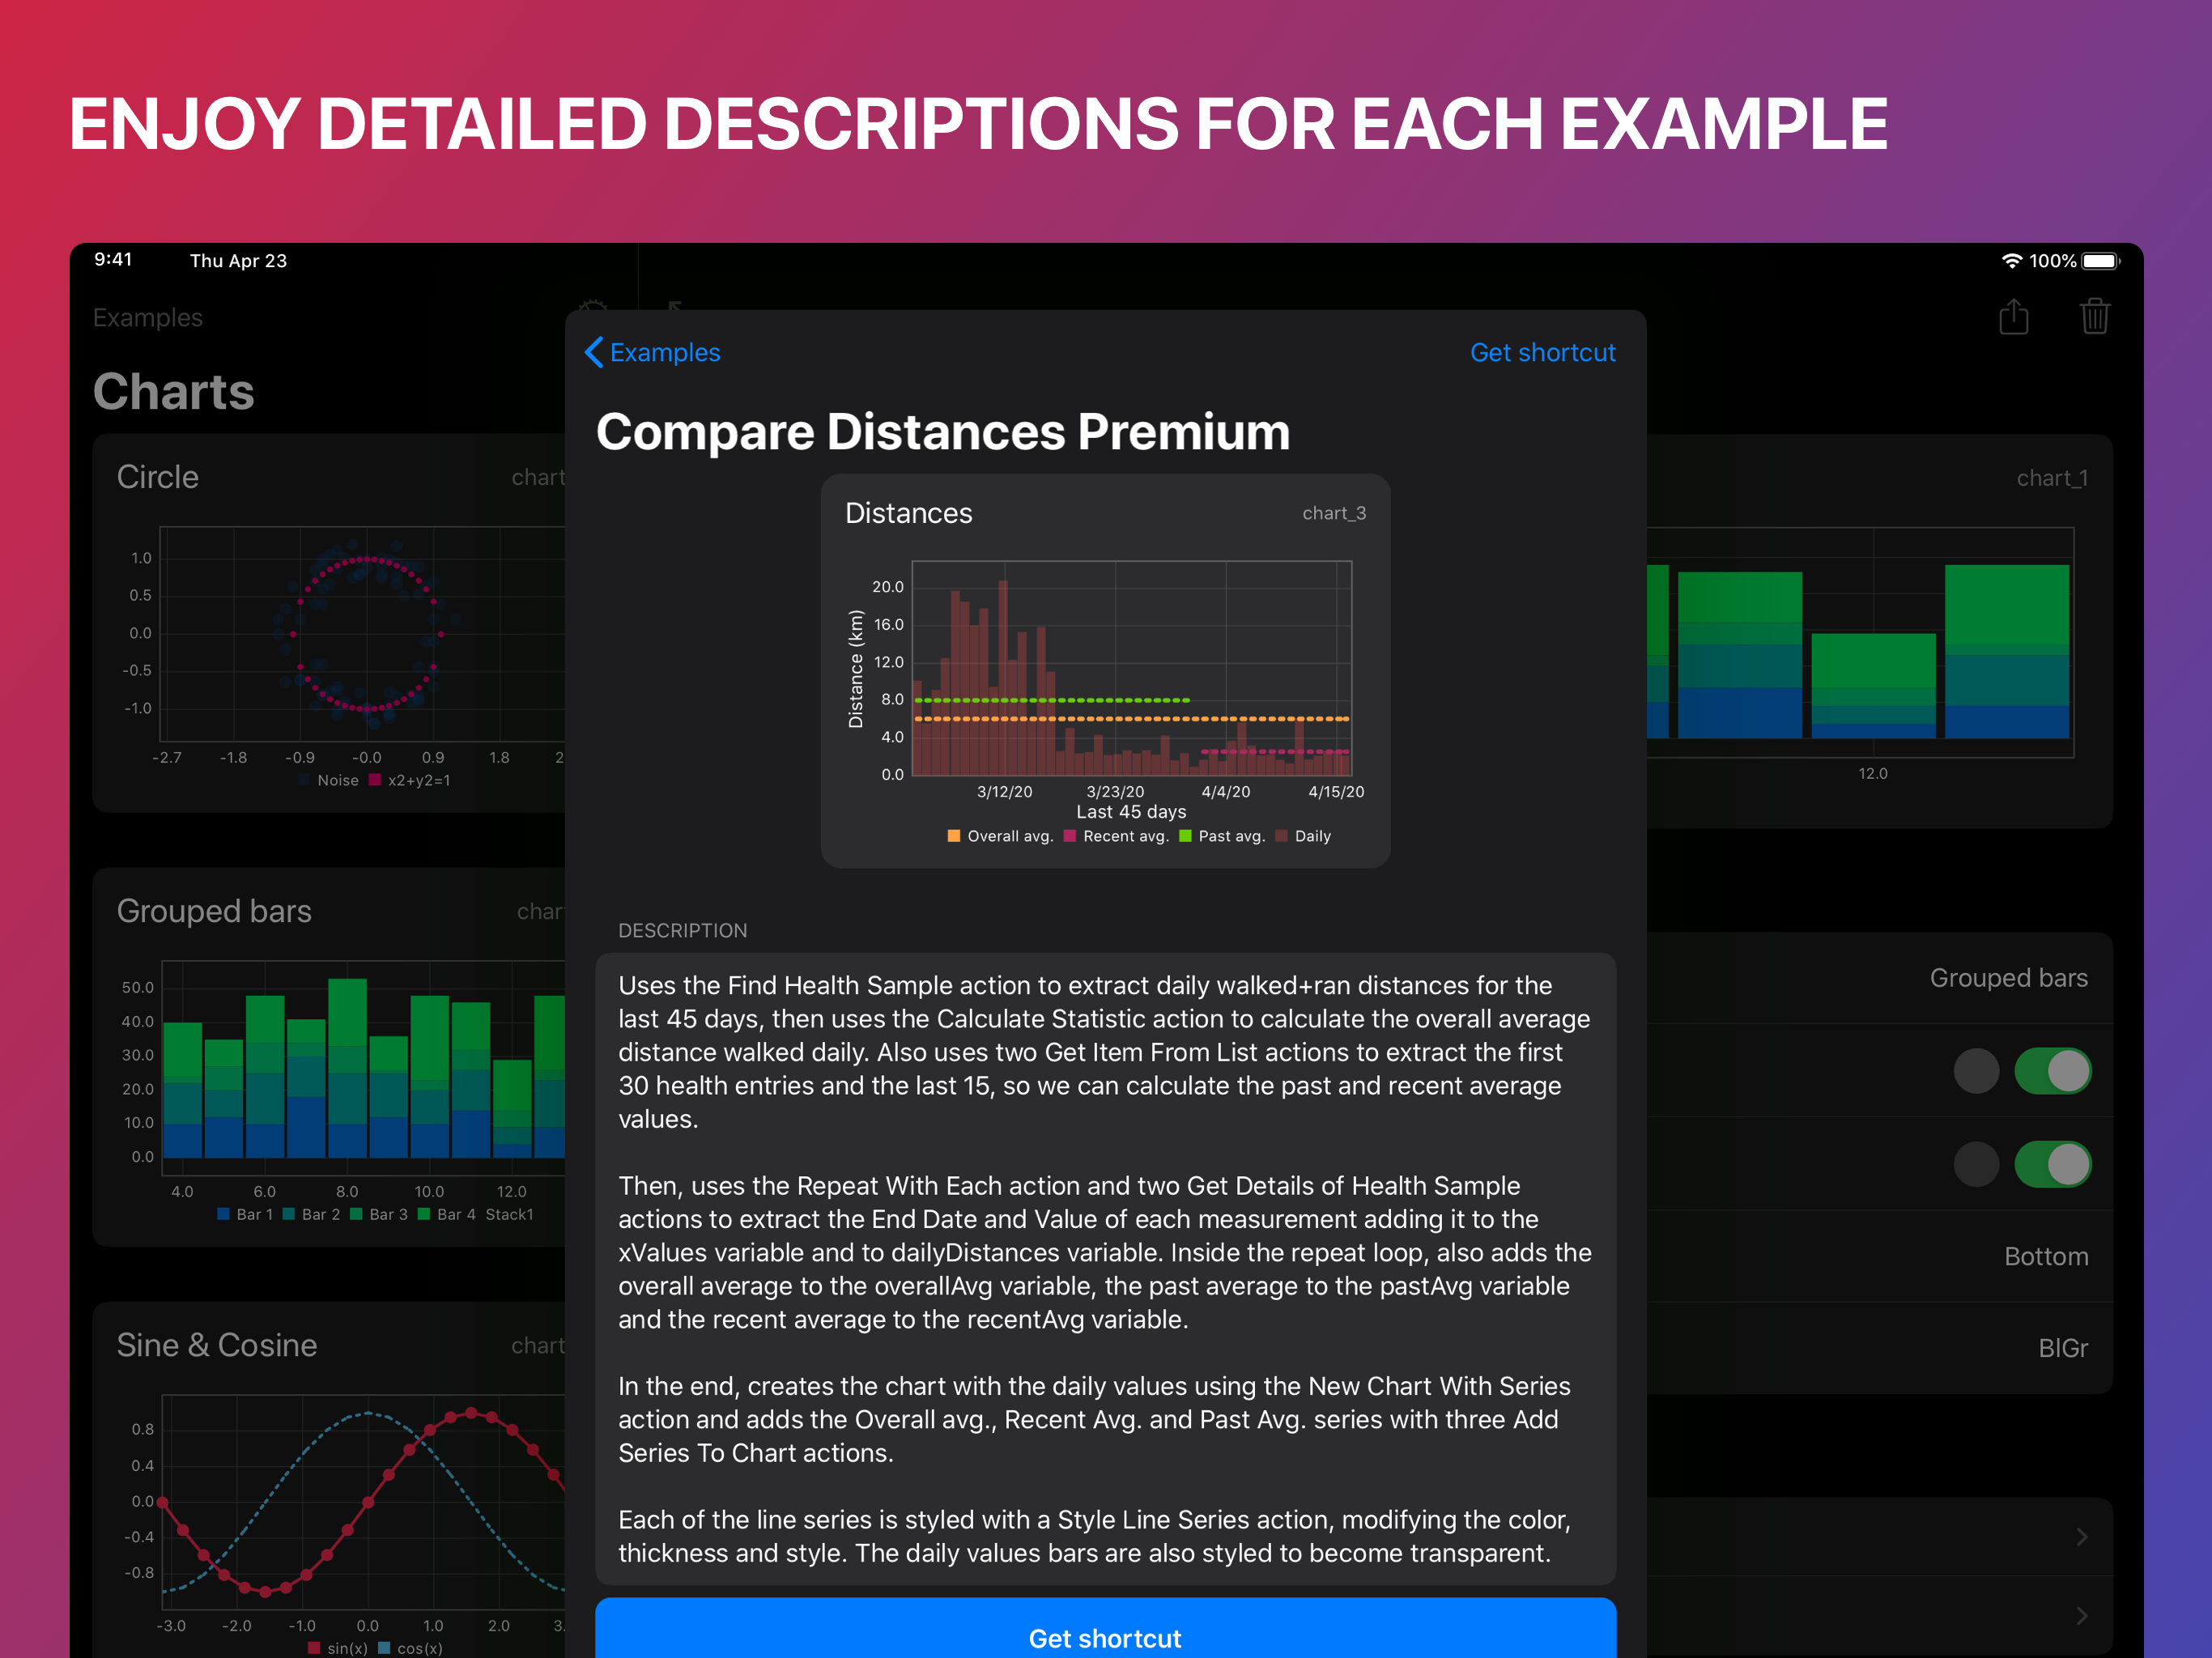 ENJOY DETAILED DESCRIPTIONS FOR EACH EXAMPLE
9:41
Thu Apr 23
100%
Examples
Charts
Circle
chart
1.0
0.5
0.0
-0.5
-1.0
-2.7 -1.8 -0.9 -0.0 0.9 1.8 2
Noise x2+y2=1
Grouped bars
char
50.0
40.0
30.0
20.0
10.0
0.0
4.0 6.0 8.0 10.0 12.0
Bar 1 Bar 2 Bar 3 Bar 4 Stack1
Sine & Cosine
chart
0.8
0.4
0.0
-0.4
-0.8
-3.0 -2.0 -1.0 0.0 1.0 2.0 3.
sin(x) cos(x)
Examples
Get shortcut
Compare Distances Premium
Distances
chart_3
Distance (km)
20.0
16.0
12.0
8.0
4.0
0.0
3/12/20 3/23/20 4/4/20 4/15/20
Last 45 days
Overall avg. Recent avg. Past avg. Daily
DESCRIPTION
Uses the Find Health Sample action to extract daily walked+ran distances for the
last 45 days, then uses the Calculate Statistic action to calculate the overall average
distance walked daily. Also uses two Get Item From List actions to extract the first
30 health entries and the last 15, so we can calculate the past and recent average
values.
Then, uses the Repeat With Each action and two Get Details of Health Sample
actions to extract the End Date and Value of each measurement adding it to the
xValues variable and to dailyDistances variable. Inside the repeat loop, also adds the
overall average to the overallAvg variable, the past average to the pastAvg variable
and the recent average to the recentAvg variable.
In the end, creates the chart with the daily values using the New Chart With Series
action and adds the Overall avg., Recent Avg. and Past Avg. series with three Add
Series To Chart actions.
Each of the line series is styled with a Style Line Series action, modifying the color,
thickness and style. The daily values bars are also styled to become transparent.
Get shortcut
chart_1
12.0
Grouped bars
Bottom
BlGr